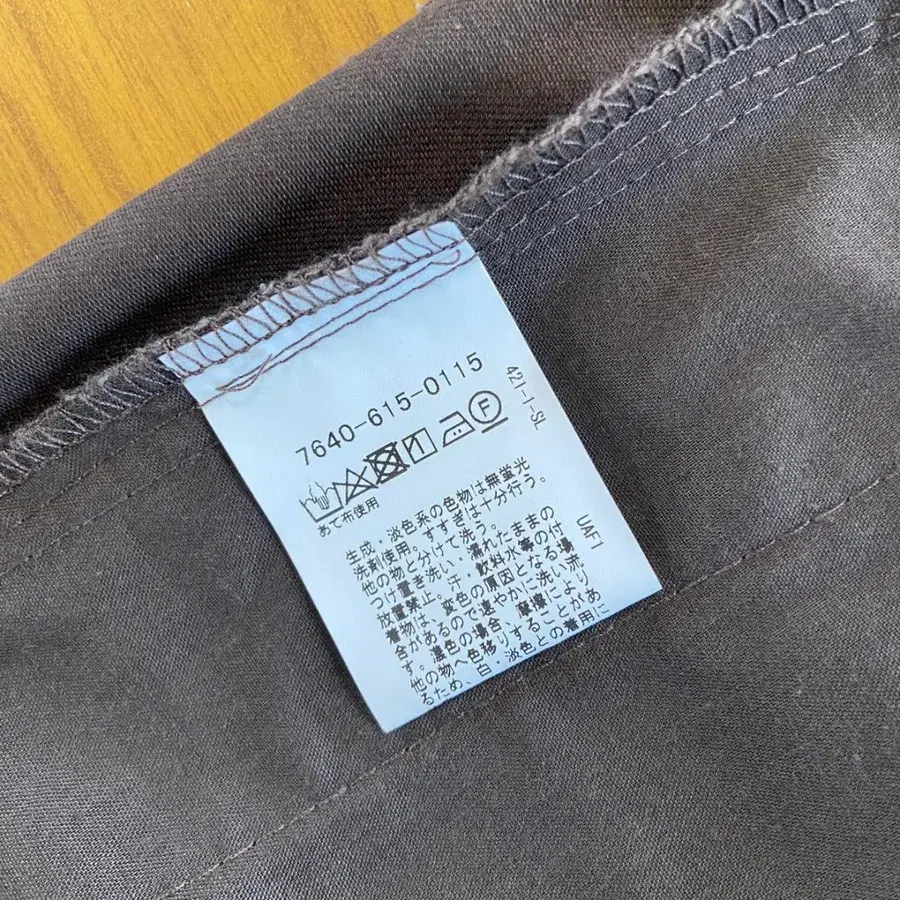 7640-615-0115
421-1-SL
あて布使用
生成・淡色系の色物は無蛍光
洗剤使用。すすぎは十分行う。
他の物と分けて洗う。
つけ置き洗い・濡れたままの
放置禁止。汗・飲料水等の付
着物は、変色の原因となる場
合があるので速やかに洗い流
す。濃色の場合、摩擦により
他の物へ色移りすることがあ
るため、白・淡色との着用に
UAF1